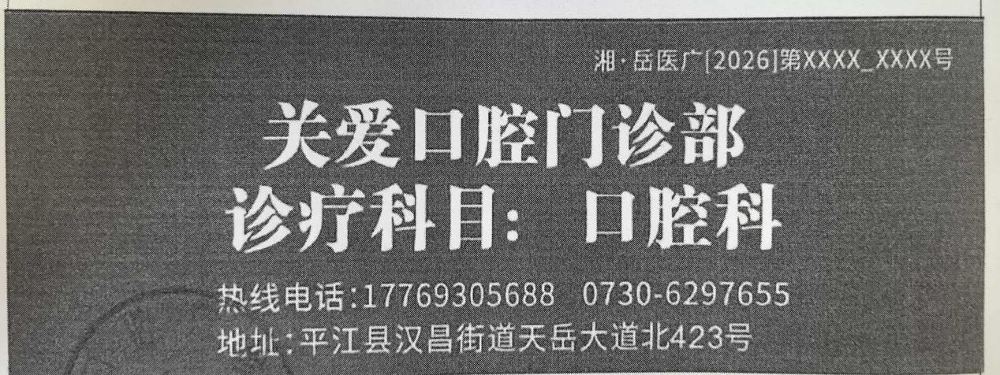 湘·岳医广[2026]第XXXX_XXXX号
关爱口腔门诊部
诊疗科目：口腔科
热线电话:17769305688 0730-6297655
地址:平江县汉昌街道天岳大道北423号